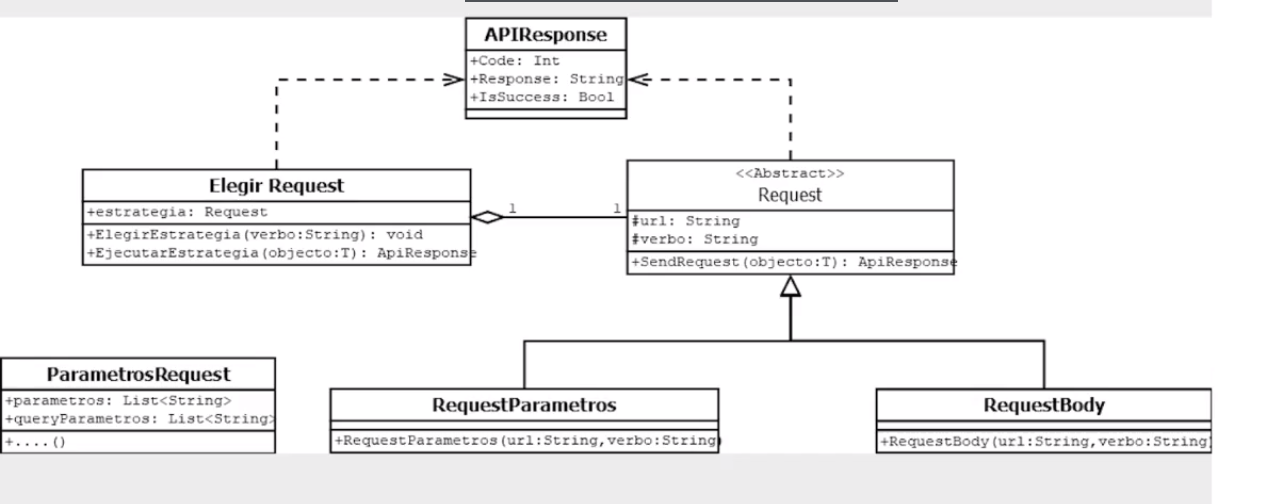 APIResponse
+Code: Int
+Response: String
+IsSuccess: Bool
Elegir Request
+estrategia: Request
+ElegirEstrategia(verbo:String): void
+EjecutarEstrategia(objecto:T): ApiResponse
1
1
<<Abstract>>
Request
#url: String
#verbo: String
+SendRequest(objecto:T): ApiResponse
ParametrosRequest
+parametros: List<String>
+queryParametros: List<String>
+....()
RequestParametros
+RequestParametros(url:String,verbo:String)
RequestBody
+RequestBody(url:String,verbo:String)